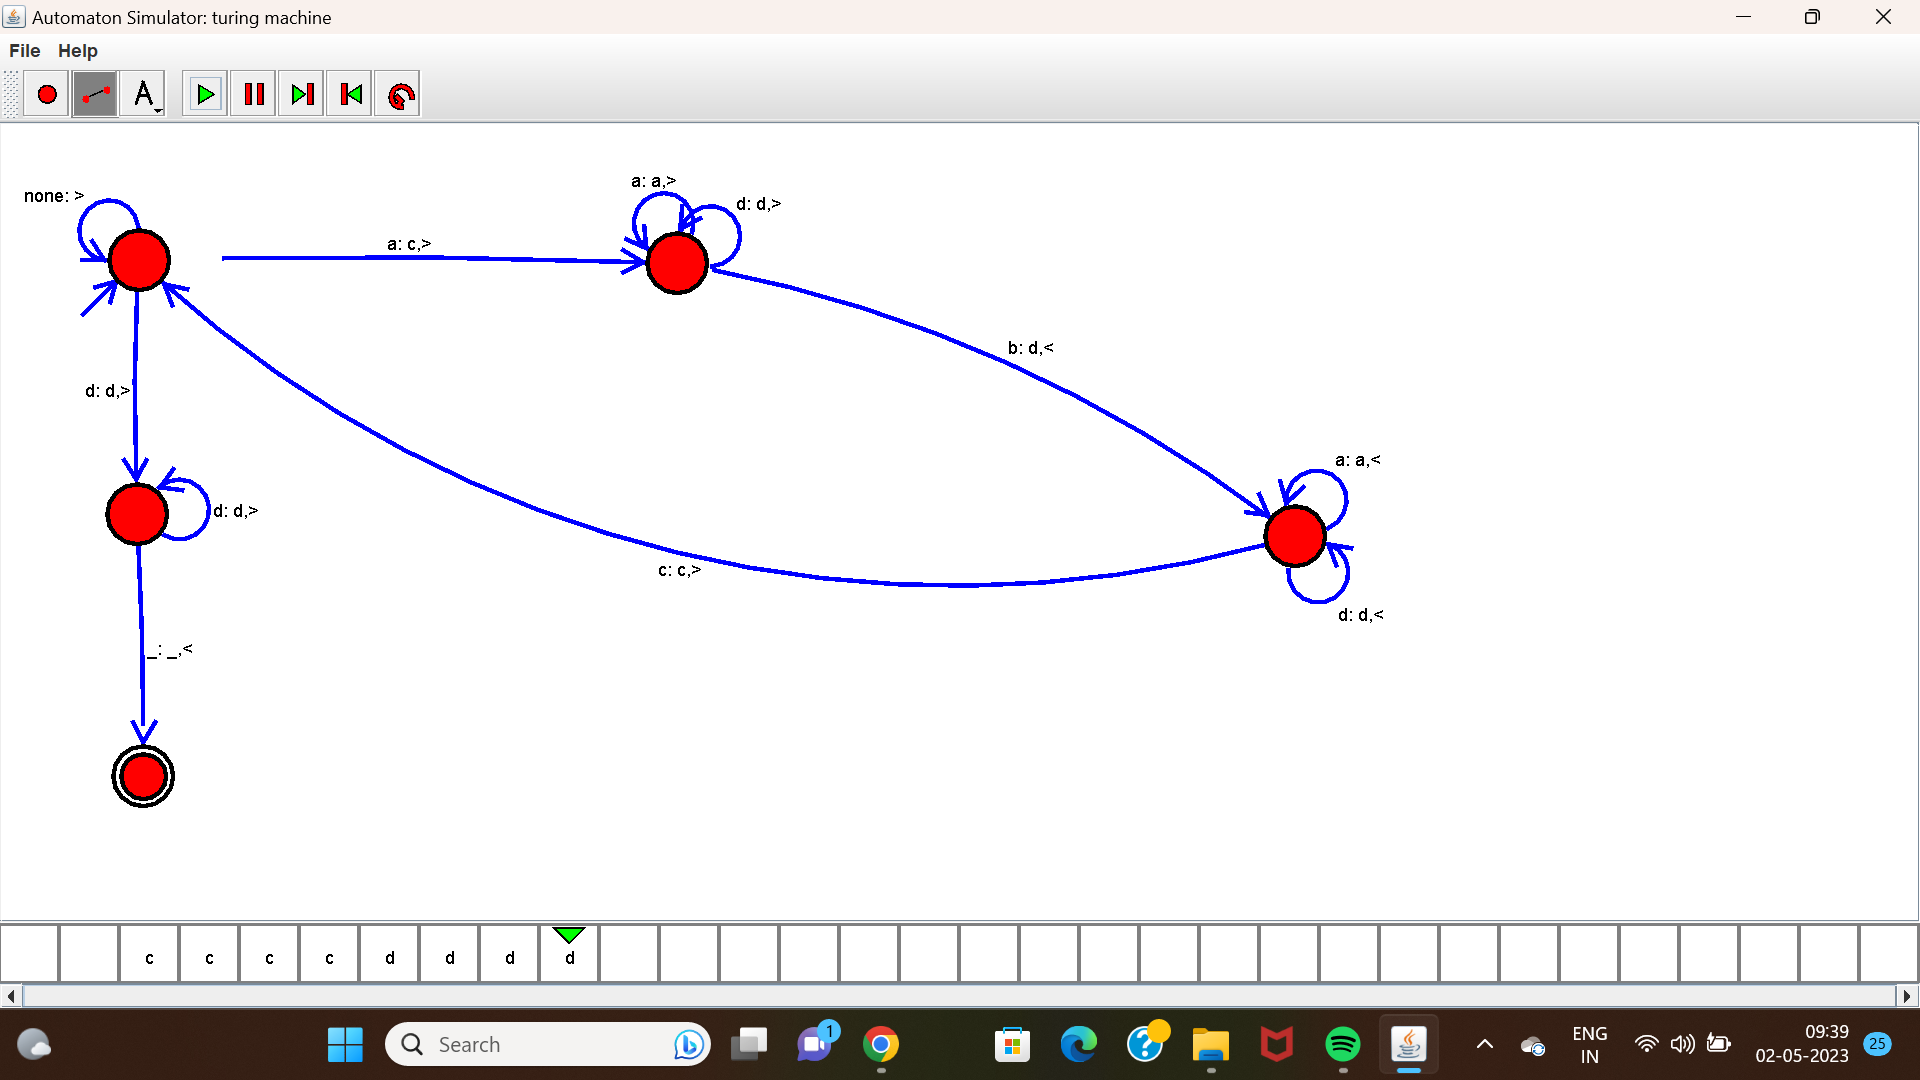 Automaton Simulator: turing machine
File Help
A
a: a,>
none: >
d: d,>
a: c,>
b: d,<
d: d,>
a: a,<
d: d,>
c: c,>
d: d,<
_: _,<
c c c c d d d d
1
Search
ENG
IN
09:39
02-05-2023
25